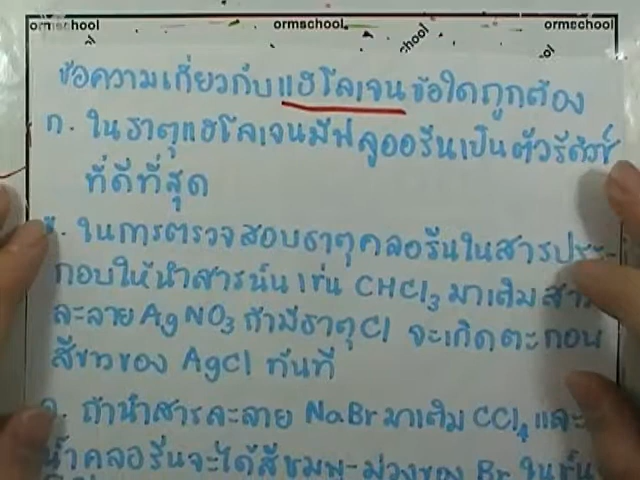 ormschool ormschool ormschool
school
ol
ข้อความเกี่ยวกับแฮโลเจนข้อใดถูกต้อง
ก. ในธาตุแฮโลเจนมีฟลูออรีนเป็นตัวรีดิวซ์
ที่ดีที่สุด
ข. ในการตรวจสอบธาตุคลอรีนในสารประ-
กอบให้นำสารนั้น เช่น CHCl3 มาเติมสาร
ละลาย AgNO3 ถ้ามีธาตุ Cl จะเกิดตะกอน
สีขาวของ AgCl ทันที
ค. ถ้านำสารละลาย NaBr มาเติม CCl4 และ
น้ำคลอรีนจะได้สีชมพู-ม่วงของ Br ในชั้น